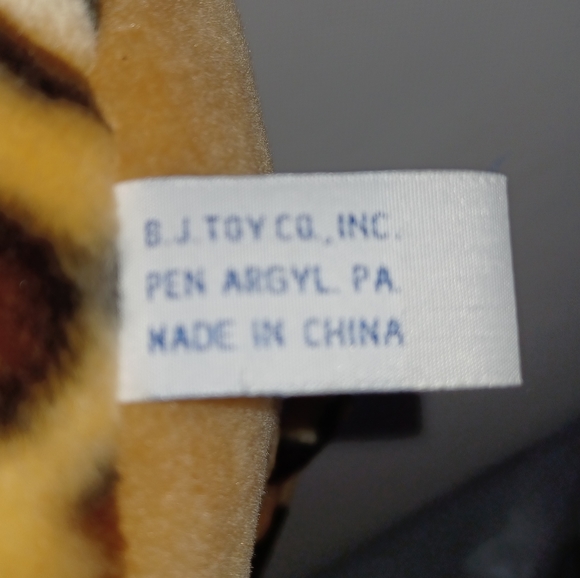 B.J. TOY CO., INC.
PEN ARGYL. PA.
MADE IN CHINA